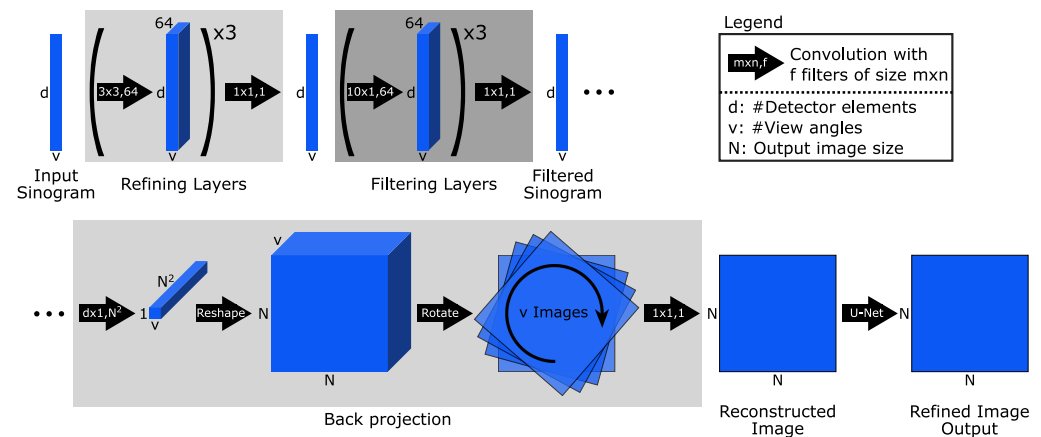 64
x3
3x3,64
d
v
1x1,1
d
v
Input
Sinogram
Refining Layers
d
v
64
x3
10x1,64
d
v
1x1,1
d
v
Filtering Layers
Filtered
Sinogram
Legend
mxn,f
Convolution with
f filters of size mxn
d: #Detector elements
v: #View angles
N: Output image size
dx1,N²
N²
1
v
Reshape
v
N
N
Rotate
v Images
1x1,1
N
N
U-Net
N
N
Back projection
Reconstructed
Image
Refined Image
Output